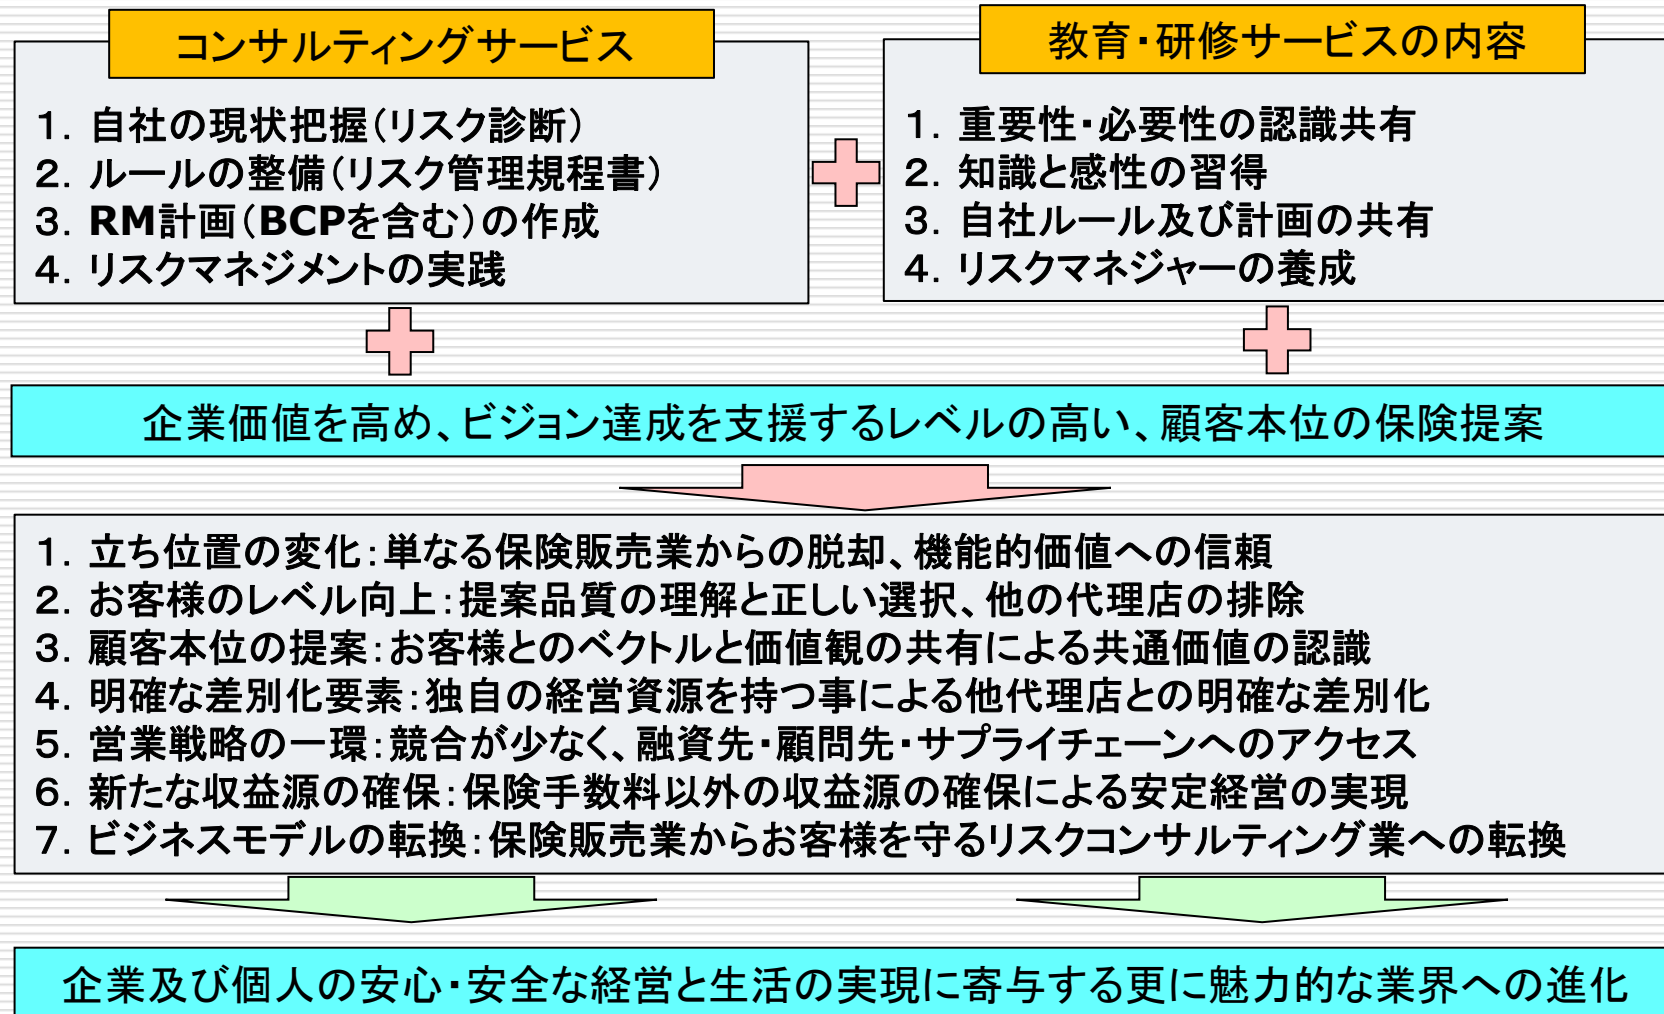 コンサルティングサービス
1. 自社の現状把握(リスク診断)
2. ルールの整備(リスク管理規程書)
3. RM計画(BCPを含む)の作成
4. リスクマネジメントの実践
教育・研修サービスの内容
1. 重要性・必要性の認識共有
2. 知識と感性の習得
3. 自社ルール及び計画の共有
4. リスクマネジャーの養成
企業価値を高め、ビジョン達成を支援するレベルの高い、顧客本位の保険提案
1. 立ち位置の変化:単なる保険販売業からの脱却、機能的価値への信頼
2. お客様のレベル向上:提案品質の理解と正しい選択、他の代理店の排除
3. 顧客本位の提案:お客様とのベクトルと価値観の共有による共通価値の認識
4. 明確な差別化要素:独自の経営資源を持つ事による他代理店との明確な差別化
5. 営業戦略の一環:競合が少なく、融資先・顧問先・サプライチェーンへのアクセス
6. 新たな収益源の確保:保険手数料以外の収益源の確保による安定経営の実現
7. ビジネスモデルの転換:保険販売業からお客様を守るリスクコンサルティング業への転換
企業及び個人の安心・安全な経営と生活の実現に寄与する更に魅力的な業界への進化